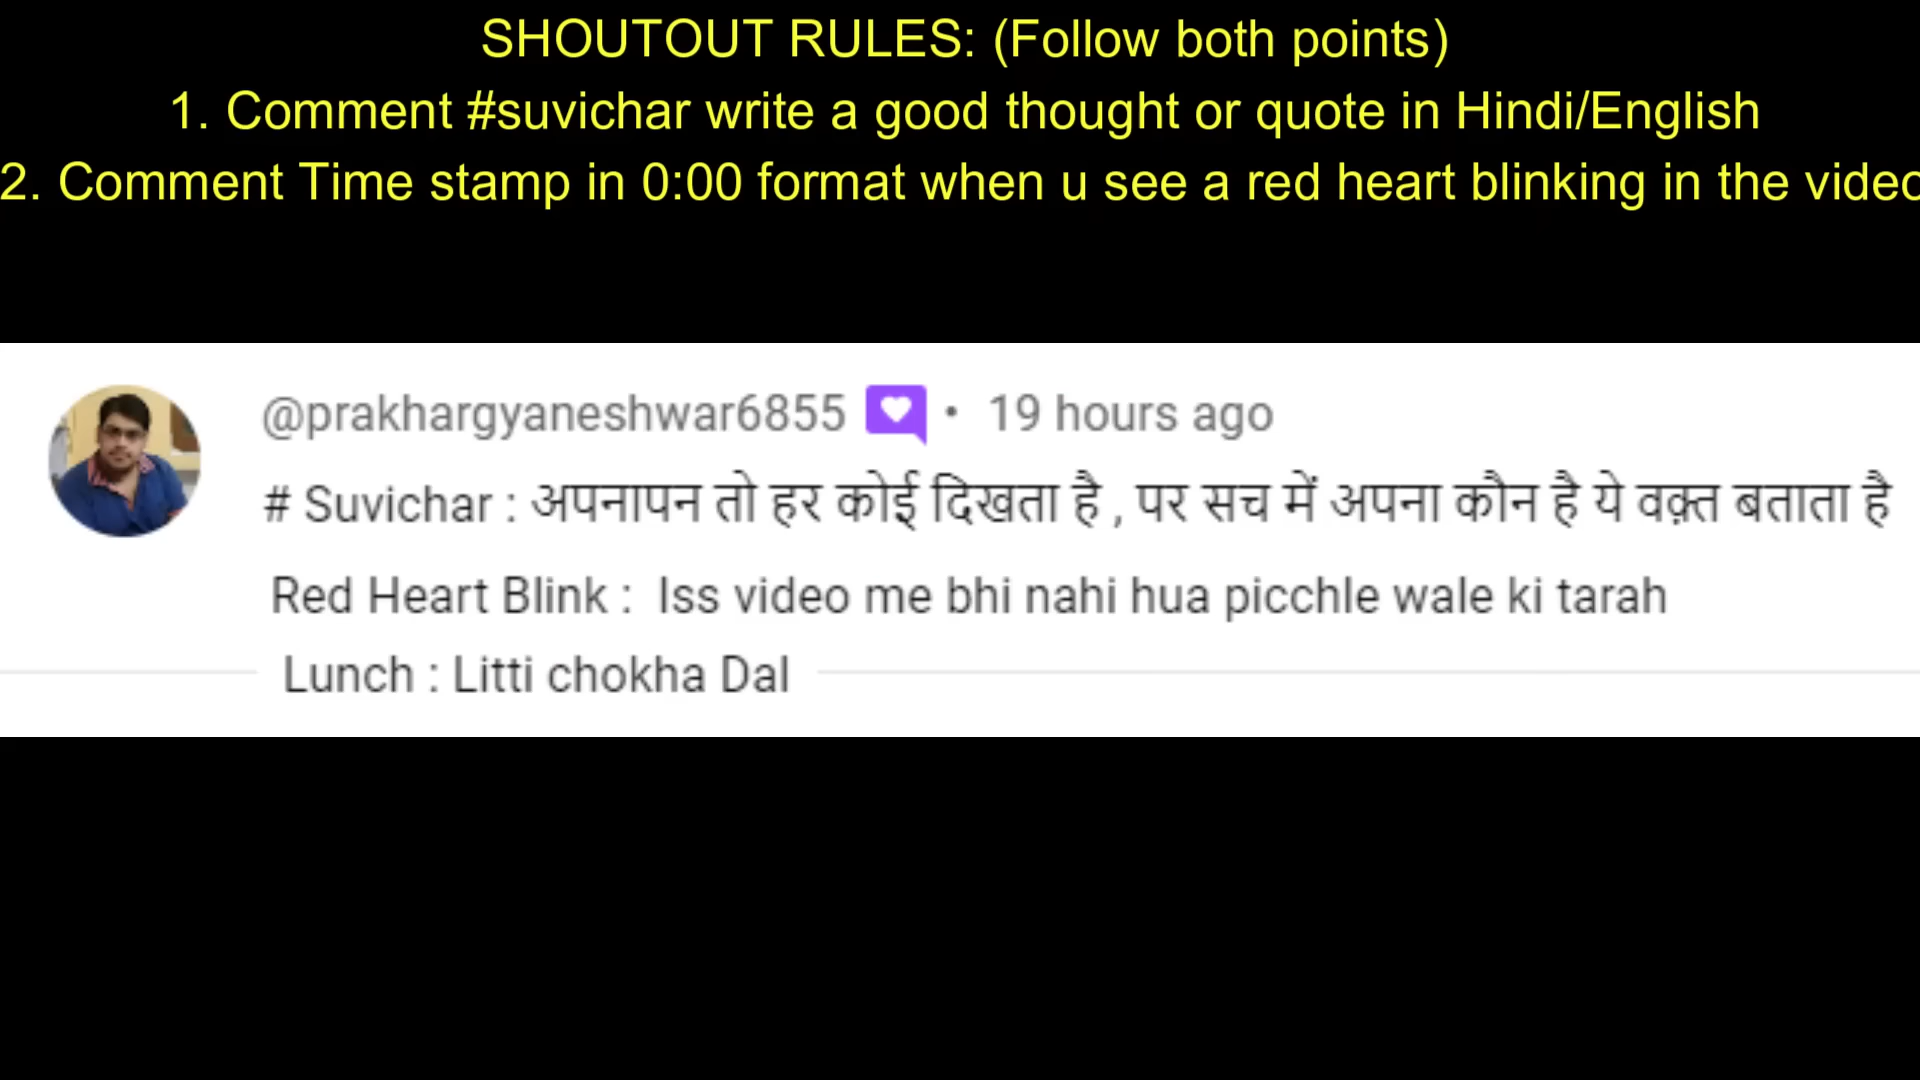 SHOUTOUT RULES: (Follow both points)
1. Comment #suvichar write a good thought or quote in Hindi/English
2. Comment Time stamp in 0:00 format when u see a red heart blinking in the video
@prakhargyaneshwar6855 • 19 hours ago
# Suvichar : अपनापन तो हर कोई दिखता है , पर सच में अपना कौन है ये वक़्त बताता है
Red Heart Blink : Iss video me bhi nahi hua picchle wale ki tarah
Lunch : Litti chokha Dal